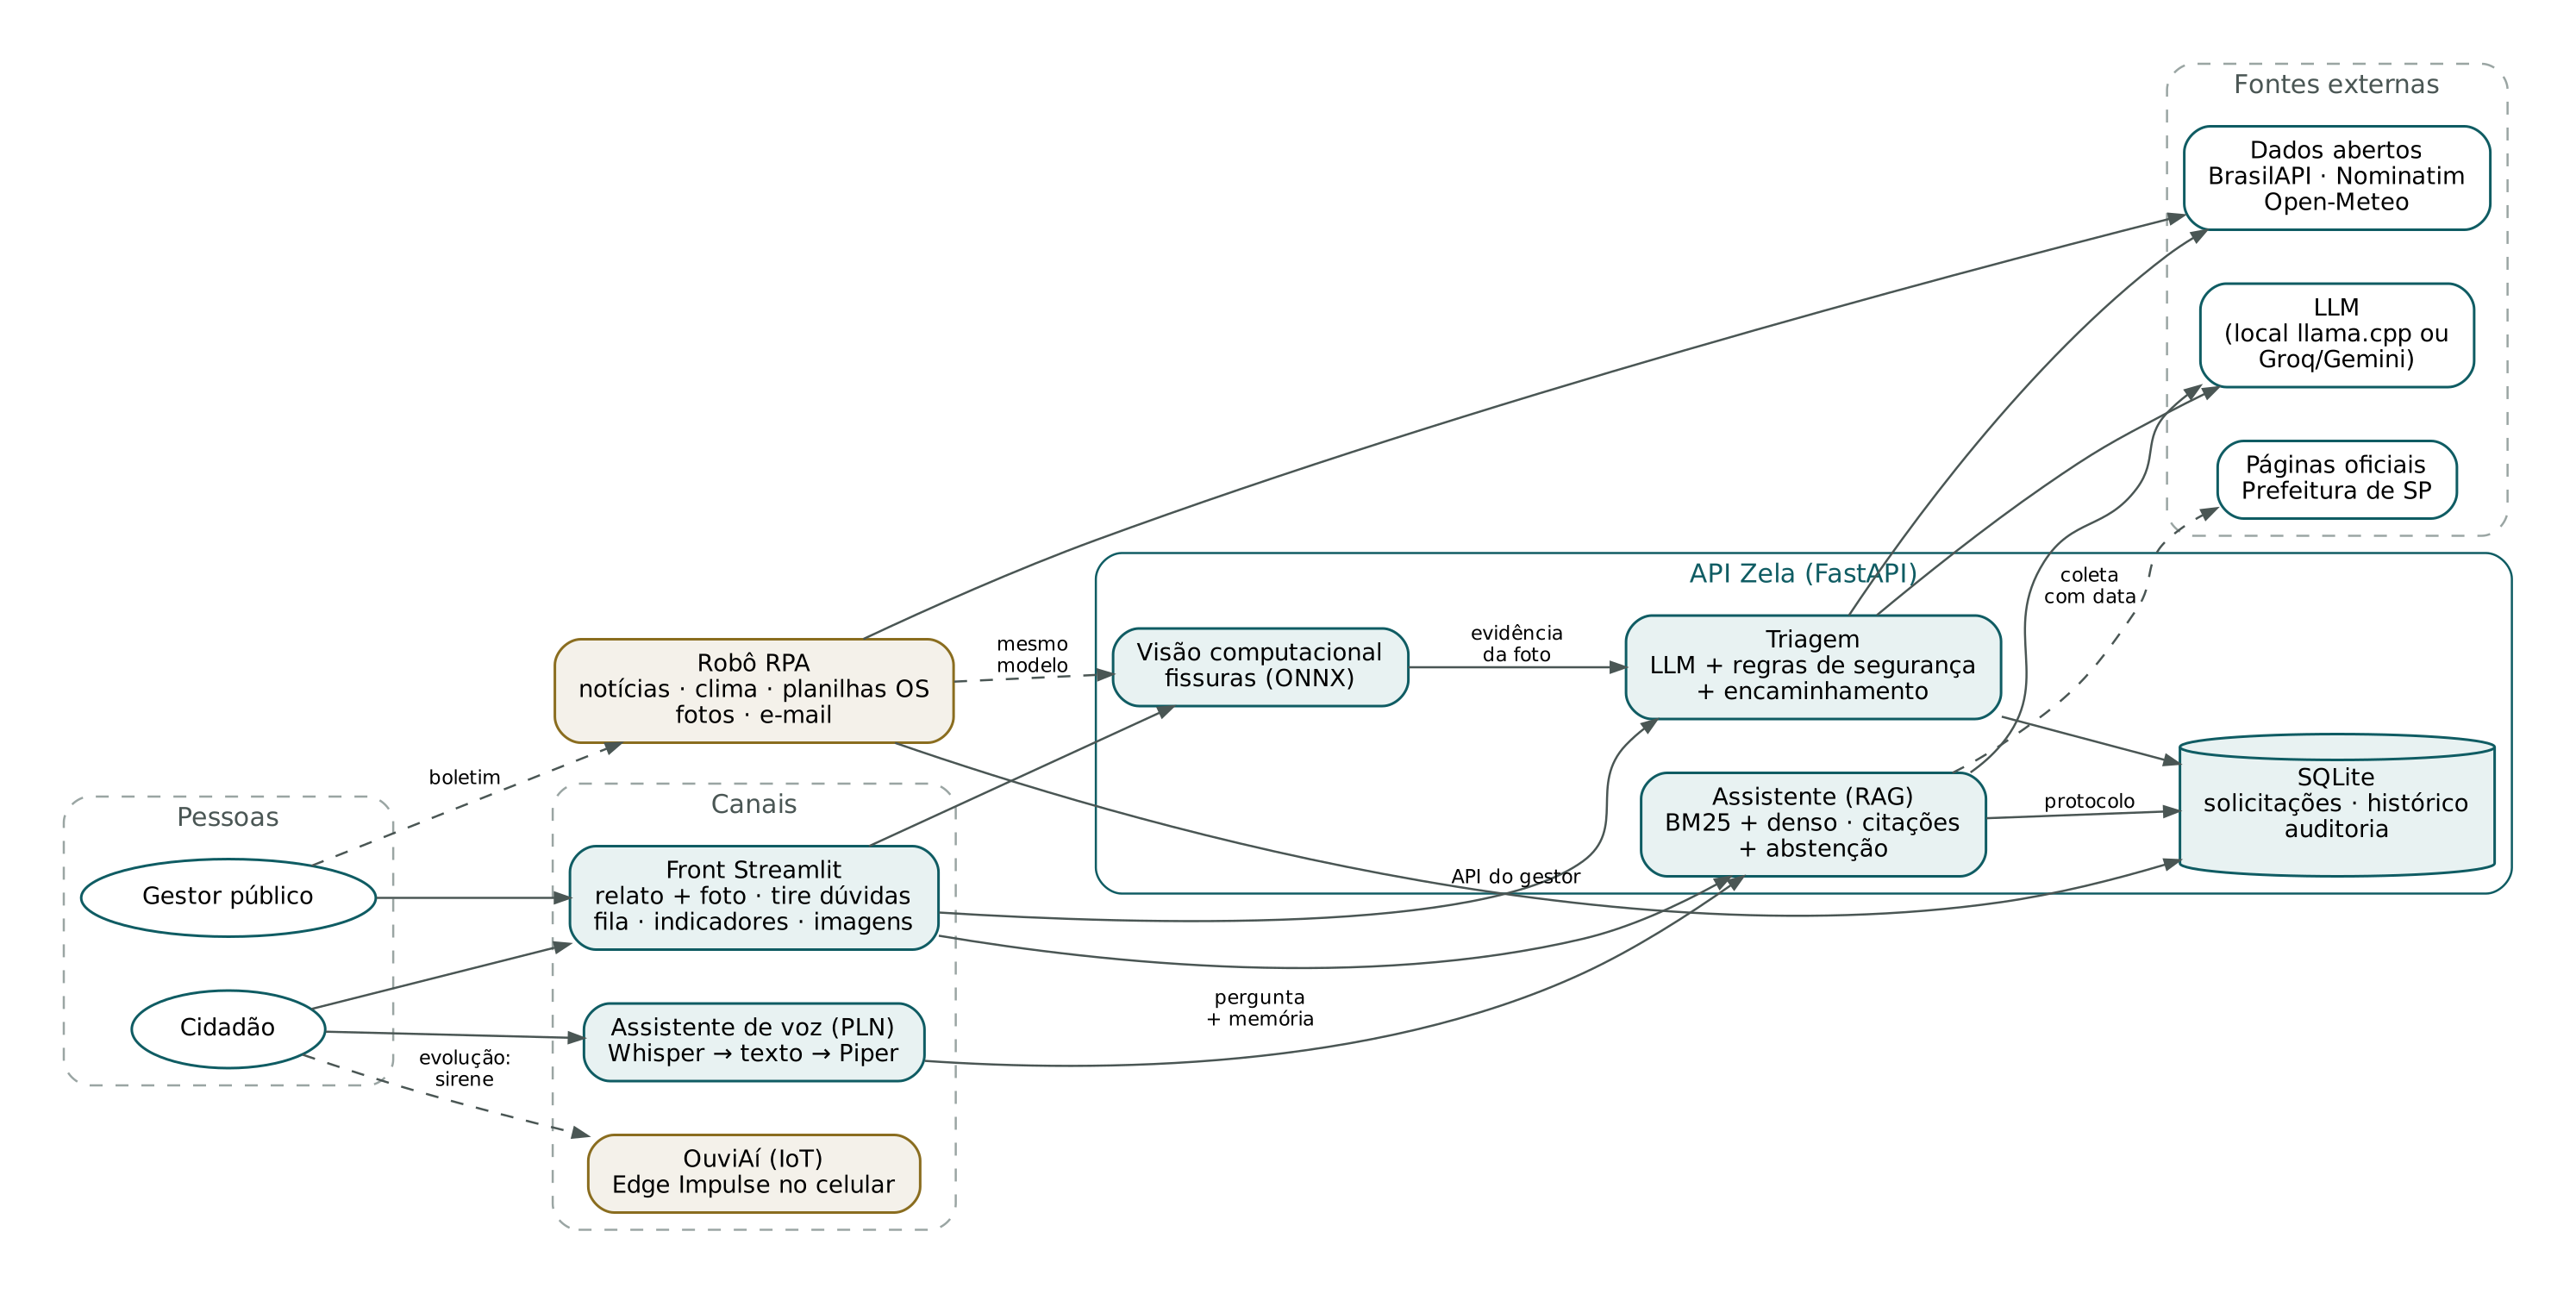 Fontes externas
Dados abertos
BrasilAPI · Nominatim
Open-Meteo
LLM
(local llama.cpp ou
Groq/Gemini)
Páginas oficiais
Prefeitura de SP
API Zela (FastAPI)
coleta
com data
Robô RPA
notícias · clima · planilhas OS
fotos · e-mail
mesmo
modelo
Visão computacional
fissuras (ONNX)
evidência
da foto
Triagem
LLM + regras de segurança
+ encaminhamento
boletim
Pessoas
Gestor público
Cidadão
evolução:
sirene
Canais
Front Streamlit
relato + foto · tire dúvidas
fila · indicadores · imagens
Assistente de voz (PLN)
Whisper → texto → Piper
OuviAí (IoT)
Edge Impulse no celular
API do gestor
pergunta
+ memória
Assistente (RAG)
BM25 + denso · citações
+ abstenção
protocolo
SQLite
solicitações · histórico
auditoria